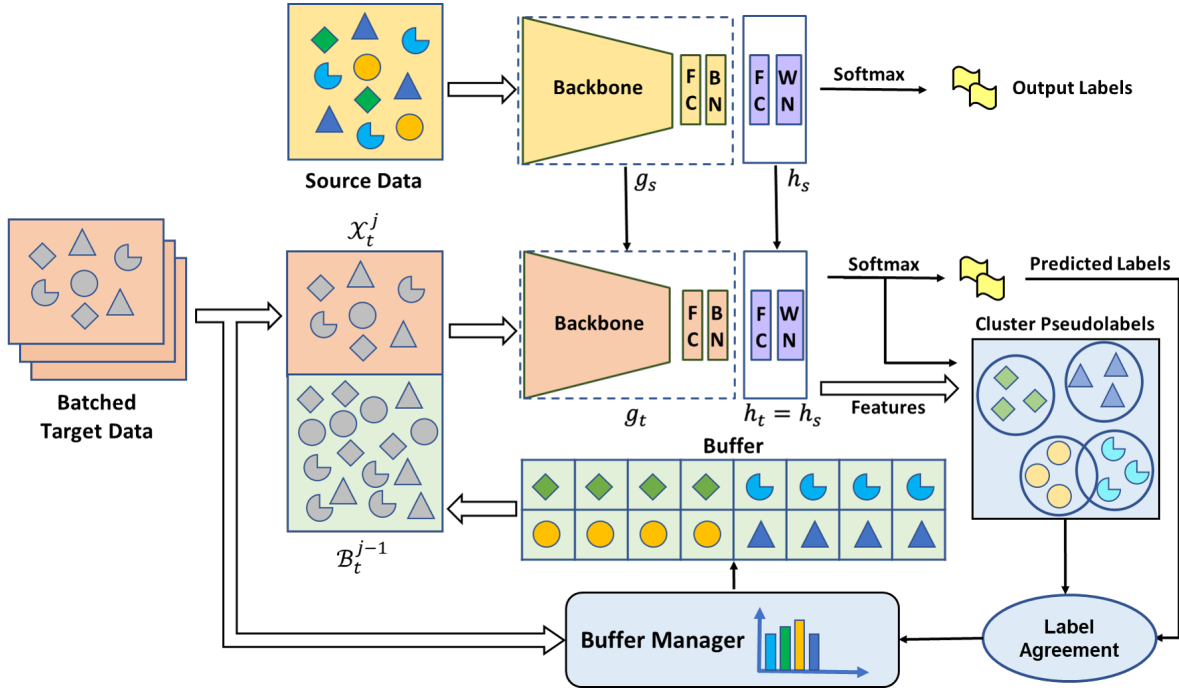 Backbone
F
C
B
N
F
C
W
N
Softmax
Output Labels
Source Data
g_s
h_s
X_t^j
Softmax
Predicted Labels
Backbone
F
C
B
N
F
C
W
N
Cluster Pseudolabels
Batched
Target Data
g_t
h_t = h_s
Features
Buffer
B_t^{j-1}
Buffer Manager
Label
Agreement